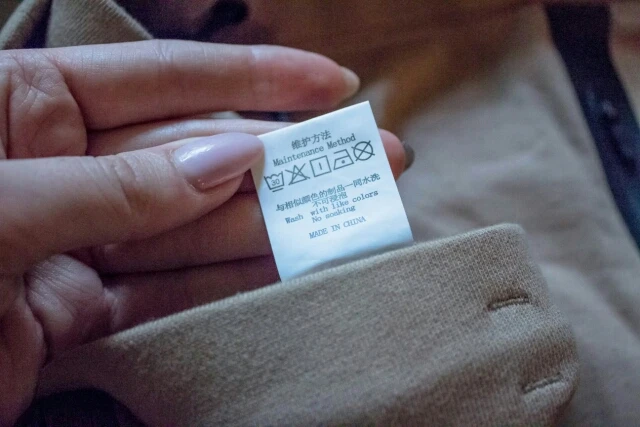 维护方法
Maintenance Method
30
与相似颜色的制品一同水洗
不可浸泡
Wash with like colors
No soaking
MADE IN CHINA